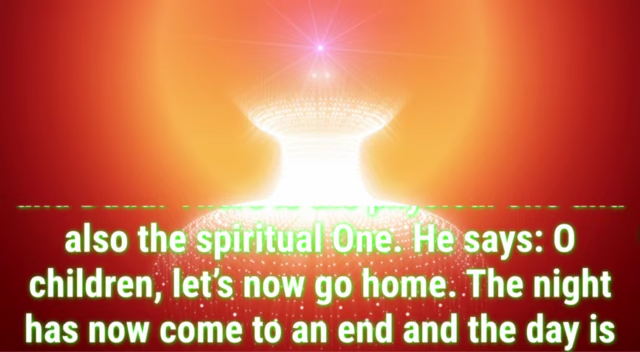 also the spiritual One. He says: O
children, let’s now go home. The night
has now come to an end and the day is